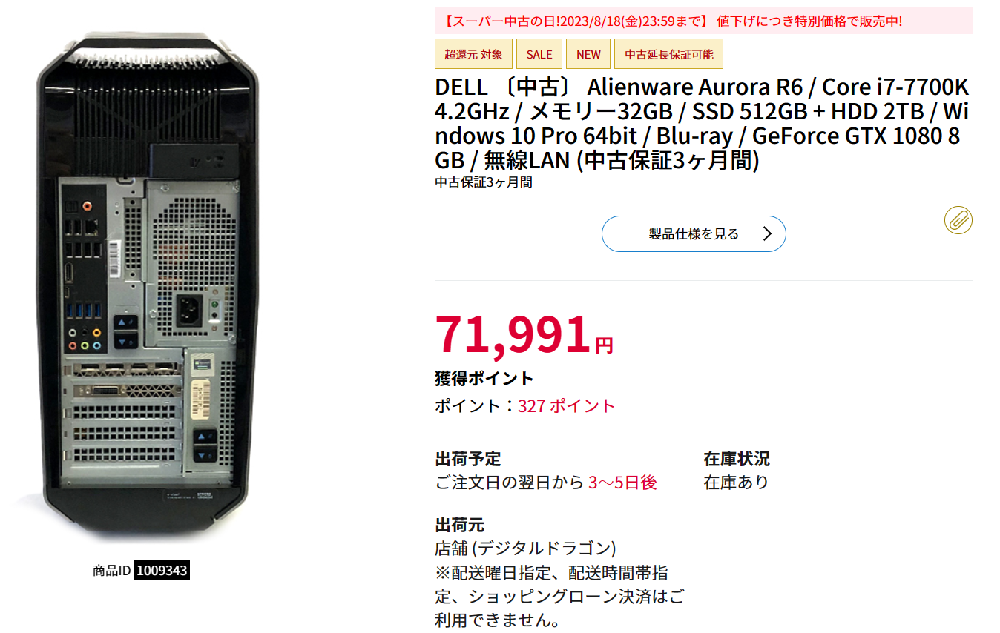 【スーパー中古の日!2023/8/18(金)23:59まで】 値下げにつき特別価格で販売中!
超還元 対象
SALE
NEW
中古延長保証可能
DELL 〔中古〕 Alienware Aurora R6 / Core i7-7700K
4.2GHz / メモリー32GB / SSD 512GB + HDD 2TB / Wi
ndows 10 Pro 64bit / Blu-ray / GeForce GTX 1080 8
GB / 無線LAN (中古保証3ヶ月間)
中古保証3ヶ月間
製品仕様を見る
71,991円
獲得ポイント
ポイント：327 ポイント
出荷予定
ご注文日の翌日から 3～5日後
在庫状況
在庫あり
出荷元
店舗 (デジタルドラゴン)
※配送曜日指定、配送時間帯指
定、ショッピングローン決済はご
利用できません。
商品ID 1009343